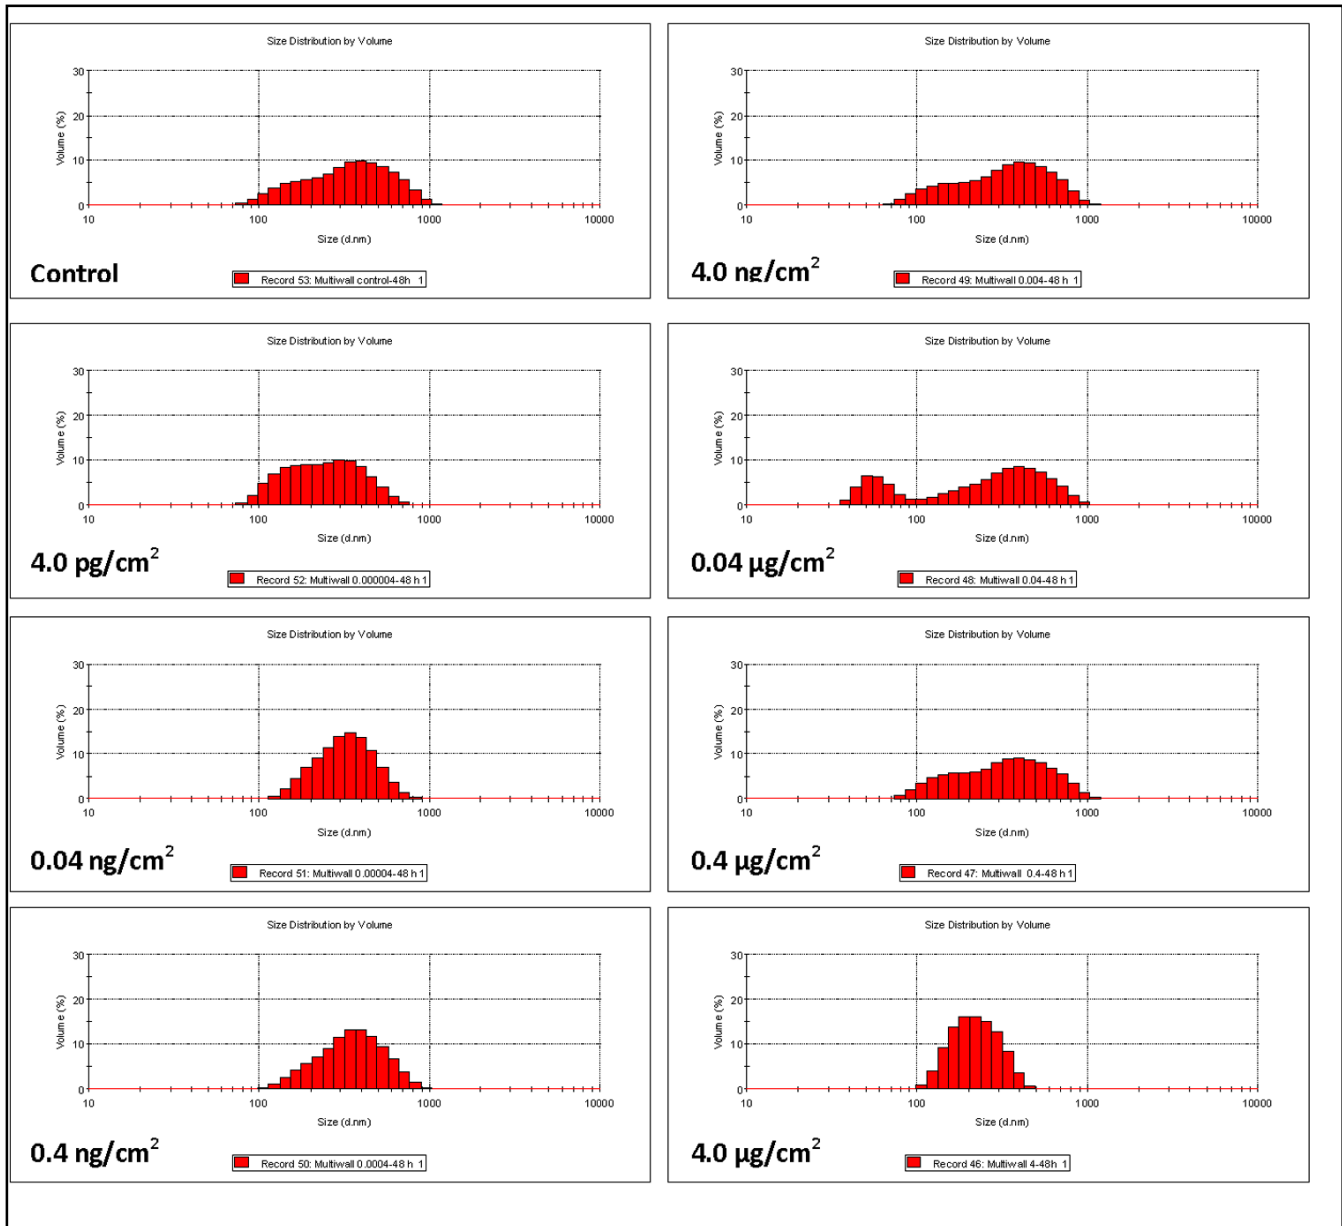 Size Distribution by Volume
30
20
10
0
Volume (%)
10 100 1000 10000
Size (d.nm)
Control
Record 53: Multiwall control-48h 1
Size Distribution by Volume
30
20
10
0
Volume (%)
10 100 1000 10000
Size (d.nm)
4.0 ng/cm²
Record 49: Multiwall 0.004-48 h 1
Size Distribution by Volume
30
20
10
0
Volume (%)
10 100 1000 10000
Size (d.nm)
4.0 pg/cm²
Record 52: Multiwall 0.000004-48 h 1
Size Distribution by Volume
30
20
10
0
Volume (%)
10 100 1000 10000
Size (d.nm)
0.04 µg/cm²
Record 48: Multiwall 0.04-48 h 1
Size Distribution by Volume
30
20
10
0
Volume (%)
10 100 1000 10000
Size (d.nm)
0.04 ng/cm²
Record 51: Multiwall 0.00004-48 h 1
Size Distribution by Volume
30
20
10
0
Volume (%)
10 100 1000 10000
Size (d.nm)
0.4 µg/cm²
Record 47: Multiwall 0.4-48 h 1
Size Distribution by Volume
30
20
10
0
Volume (%)
10 100 1000 10000
Size (d.nm)
0.4 ng/cm²
Record 50: Multiwall 0.0004-48 h 1
Size Distribution by Volume
30
20
10
0
Volume (%)
10 100 1000 10000
Size (d.nm)
4.0 µg/cm²
Record 46: Multiwall 4-48h 1